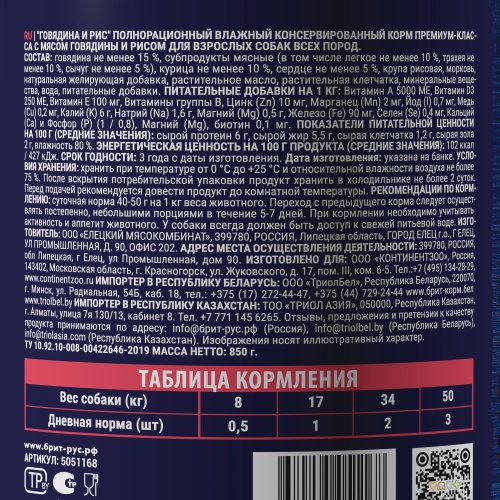 RU | "ГОВЯДИНА И РИС" ПОЛНОРАЦИОННЫЙ ВЛАЖНЫЙ КОНСЕРВИРОВАННЫЙ КОРМ ПРЕМИУМ-КЛАС-
СА С МЯСОМ ГОВЯДИНЫ И РИСОМ ДЛЯ ВЗРОСЛЫХ СОБАК ВСЕХ ПОРОД.
СОСТАВ: говядина не менее 15 %, субпродукты мясные (в том числе легкое не менее 10 %, трахея
не менее 10 %, сычуг не менее 5 %), курица не менее 10 %, сердце не менее 5 %, крупа рисовая, морковь,
натуральная желирующая добавка, растительное масло, растительная клетчатка, минеральные веще-
ства, вода, питательные добавки. ПИТАТЕЛЬНЫЕ ДОБАВКИ НА 1 КГ: Витамин А 5000 МЕ, Витамин D3
250 МЕ, Витамин Е 100 мг, Витамины группы В, Цинк (Zn) 10 мг, Марганец (Mn) 2 мг, Йод (I) 0,7 мг, Медь
(Cu) 0,2 мг, Калий (К) 6 г, Натрий (Na) 1,6 г, Магний (Mg) 0,5 г, Железо (Fe) 90 мг, Селен (Se) 0,4 мг, Кальций
(Ca) и Фосфор (P) (1 / 0,8), Магний (Mg), биотин 0,1 мг. ПОКАЗАТЕЛИ ПИТАТЕЛЬНОЙ ЦЕННОСТИ
НА 100 Г (СРЕДНИЕ ЗНАЧЕНИЯ): сырой протеин 6 г, сырой жир 5,5 г, сырая клетчатка 1,2 г, сырая зола
2 г, влажность 80 %. ЭНЕРГЕТИЧЕСКАЯ ЦЕННОСТЬ НА 100 Г ПРОДУКТА (СРЕДНИЕ ЗНАЧЕНИЯ): 102 ккал
/ 427 кДж. СРОК ГОДНОСТИ: 3 года с даты изготовления. Дата изготовления: указана на банке. УСЛО-
ВИЯ ХРАНЕНИЯ: хранить при температуре от 0 °С до +25 °С и относительной влажности воздуха не более
75 %. После вскрытия потребительской упаковки продукт хранить в холодильнике не более 2 суток.
Перед подачей рекомендуется довести продукт до комнатной температуры. РЕКОМЕНДАЦИИ ПО КОРМ-
ЛЕНИЮ: суточная норма 40-50 г на 1 кг веса животного. Переход с предыдущего корма следует осущест-
влять постепенно, небольшими порциями в течение 5-7 дней. При кормлении необходимо учитывать
активность и аппетит животного. У собаки всегда должен быть доступ к свежей питьевой воде. ИЗГО-
ТОВИТЕЛЬ: ООО «ЕЛЕЦКИЙ МЯСОКОМБИНАТ», 399780, РОССИЯ, Липецкая область, ГОРОД ЕЛЕЦ г.о., Г ЕЛЕЦ,
УЛ ПРОМЫШЛЕННАЯ, Д. 90, ОФИС 202. АДРЕС МЕСТА ОСУЩЕСТВЛЕНИЯ ДЕЯТЕЛЬНОСТИ: 399780, РОССИЯ,
обл Липецкая, г Елец, ул Промышленная, дом 90. ИЗГОТОВЛЕНО ДЛЯ: ООО «КОНТИНЕНТЗОО», Россия,
143402, Московская область, г. Красногорск, ул. Жуковского, д. 17, пом. III, ком. 6-5. Тел.:+7 (495) 134-28-29,
www.continentzoo.ru ИМПОРТЕР В РЕСПУБЛИКУ БЕЛАРУСЬ: ООО «ТриолБел», Республика Беларусь, 220070,
г. Минск, ул. Радиальная, 54Б, каб. 18, тел.: +375 (17) 272-44-47, +375 (44) 729-24-44 www.брит-корм.бел,
www.triolbel.by ИМПОРТЕР В РЕСПУБЛИКУ КАЗАХСТАН: ТОО "ТРИОЛ АЗИЯ", 050000, Республика Казахстан,
г. Алматы, улица 7я 130/13, кабинет 8. Тел. офиса: +7 771 145 6265. Отзывы, предложения и претензии к качеству
продукта принимаются по адресу: info@брит-рус.рф (Россия), info@triolbel.by (Республика Беларусь),
info@triolasia.com (Республика Казахстан).
ТУ 10.92.10-008-00422646-2019 МАССА НЕТТО: 850 г.
ТАБЛИЦА КОРМЛЕНИЯ
Вес собаки (кг) 8 17 34 50
Дневная норма (шт) 0,5 1 2 3
www.брит-рус.рф
АРТИКУЛ: 5051168
ТР BY